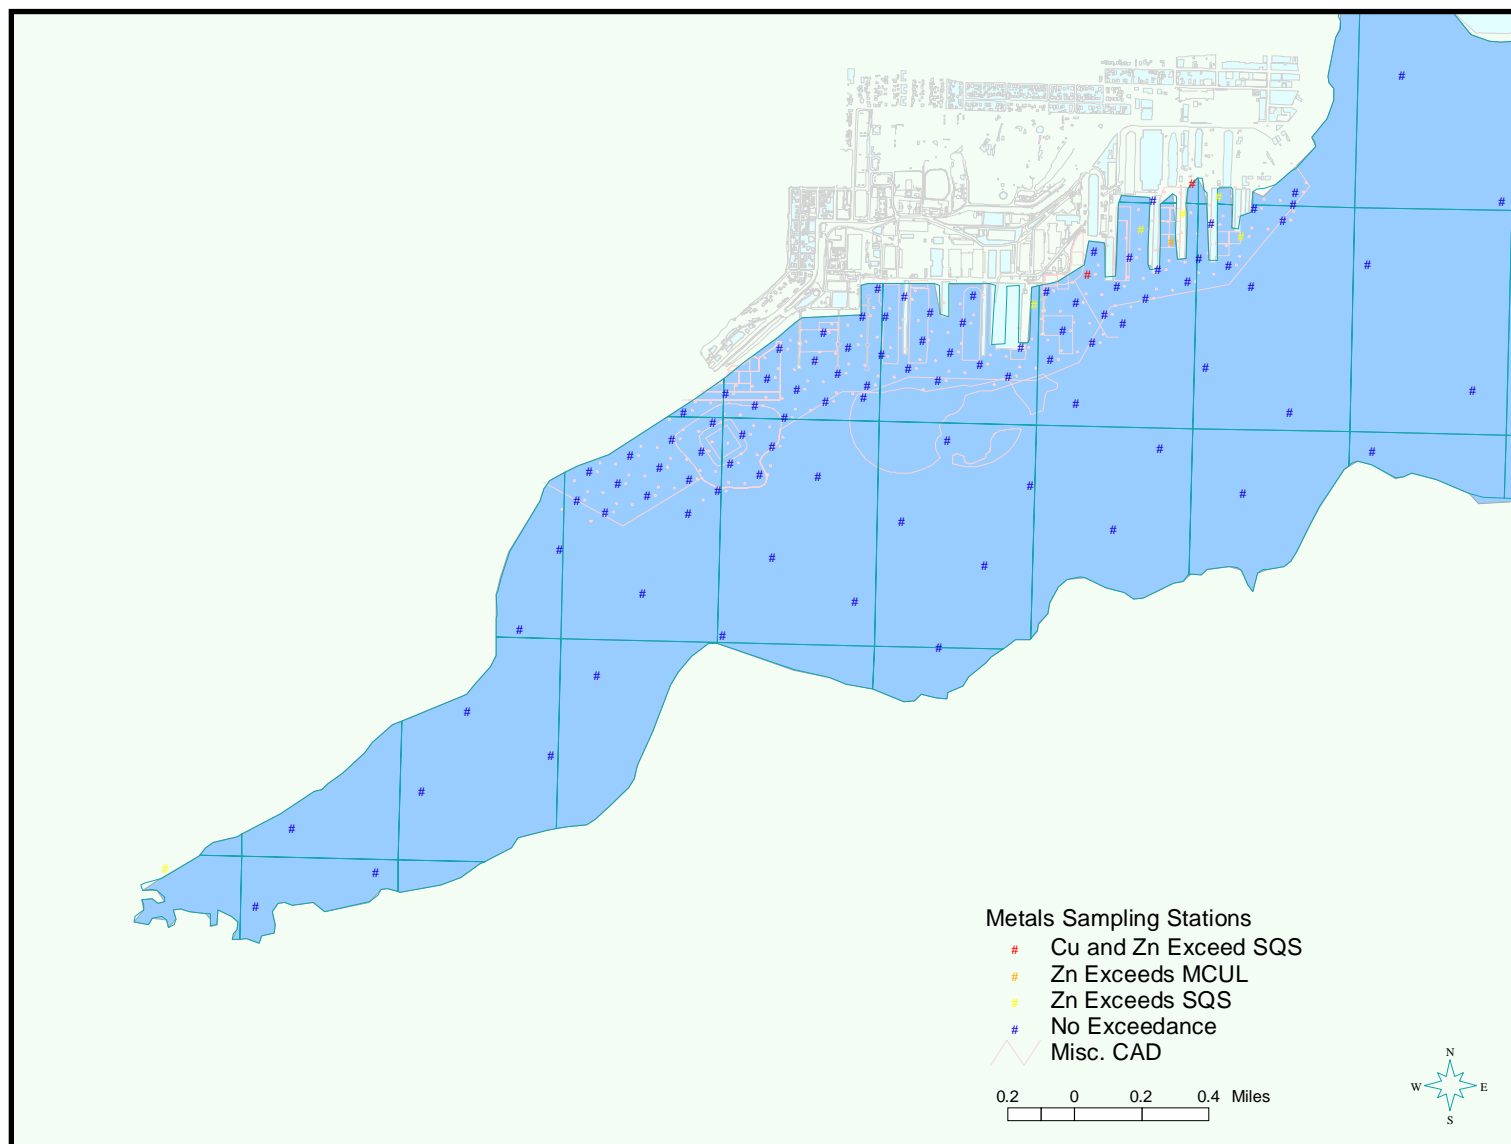 Metals Sampling Stations
# Cu and Zn Exceed SQS
# Zn Exceeds MCUL
# Zn Exceeds SQS
# No Exceedance
Misc. CAD
0.2 0 0.2 0.4 Miles
N
W E
S